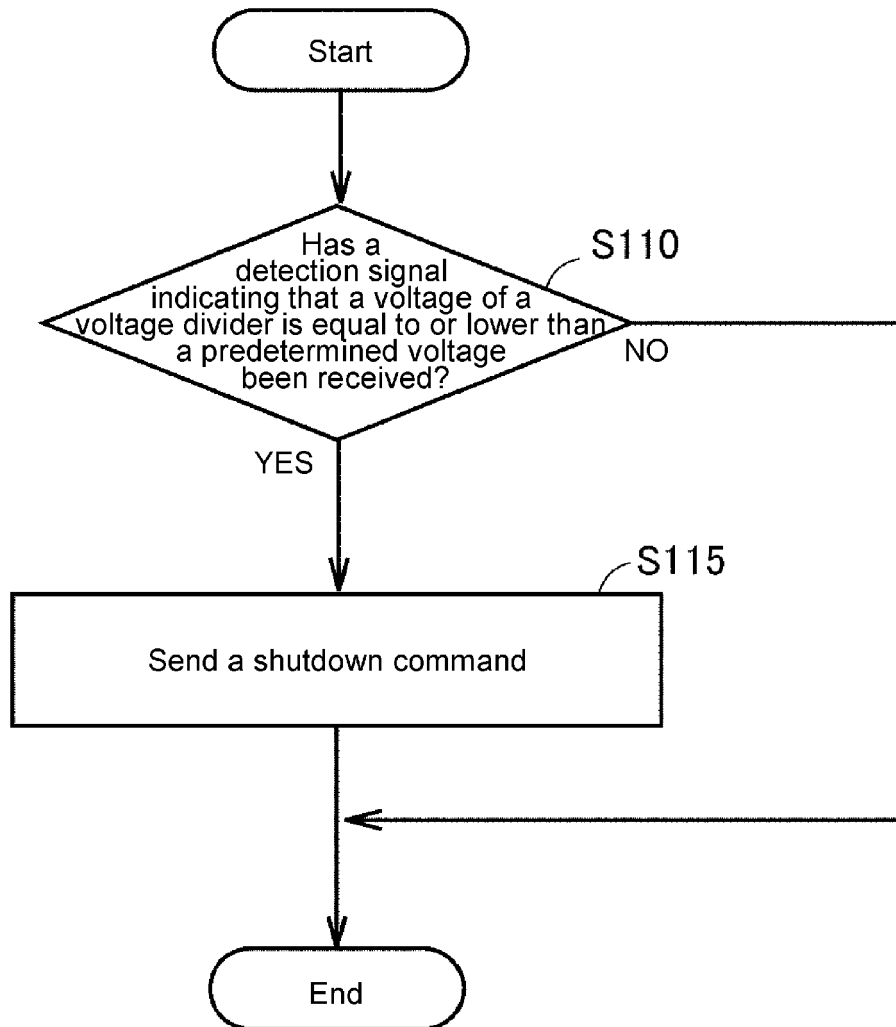 Start
S110
Has a
detection signal
indicating that a voltage of a
voltage divider is equal to or lower than
a predetermined voltage
been received?
NO
YES
S115
Send a shutdown command
End